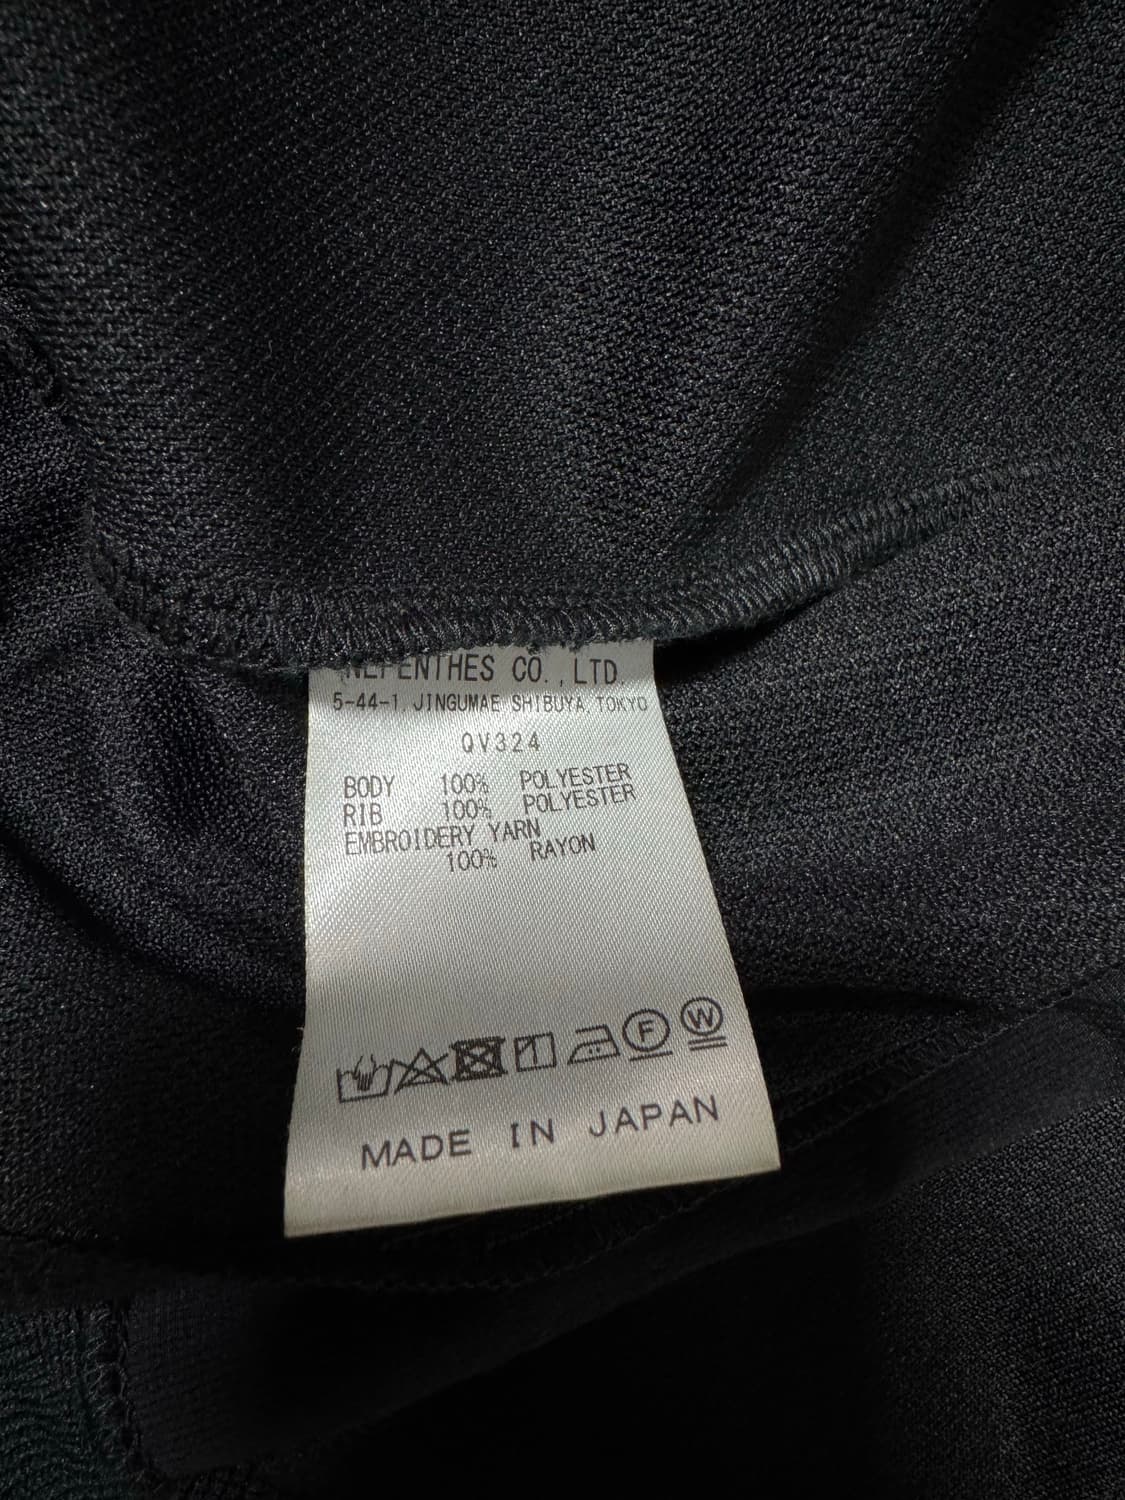 NEPENTHES CO.,LTD
5-44-1 JINGUMAE SHIBUYA, TOKYO
QV324
BODY 100% POLYESTER
RIB 100% POLYESTER
EMBROIDERY YARN
100% RAYON
F W
MADE IN JAPAN